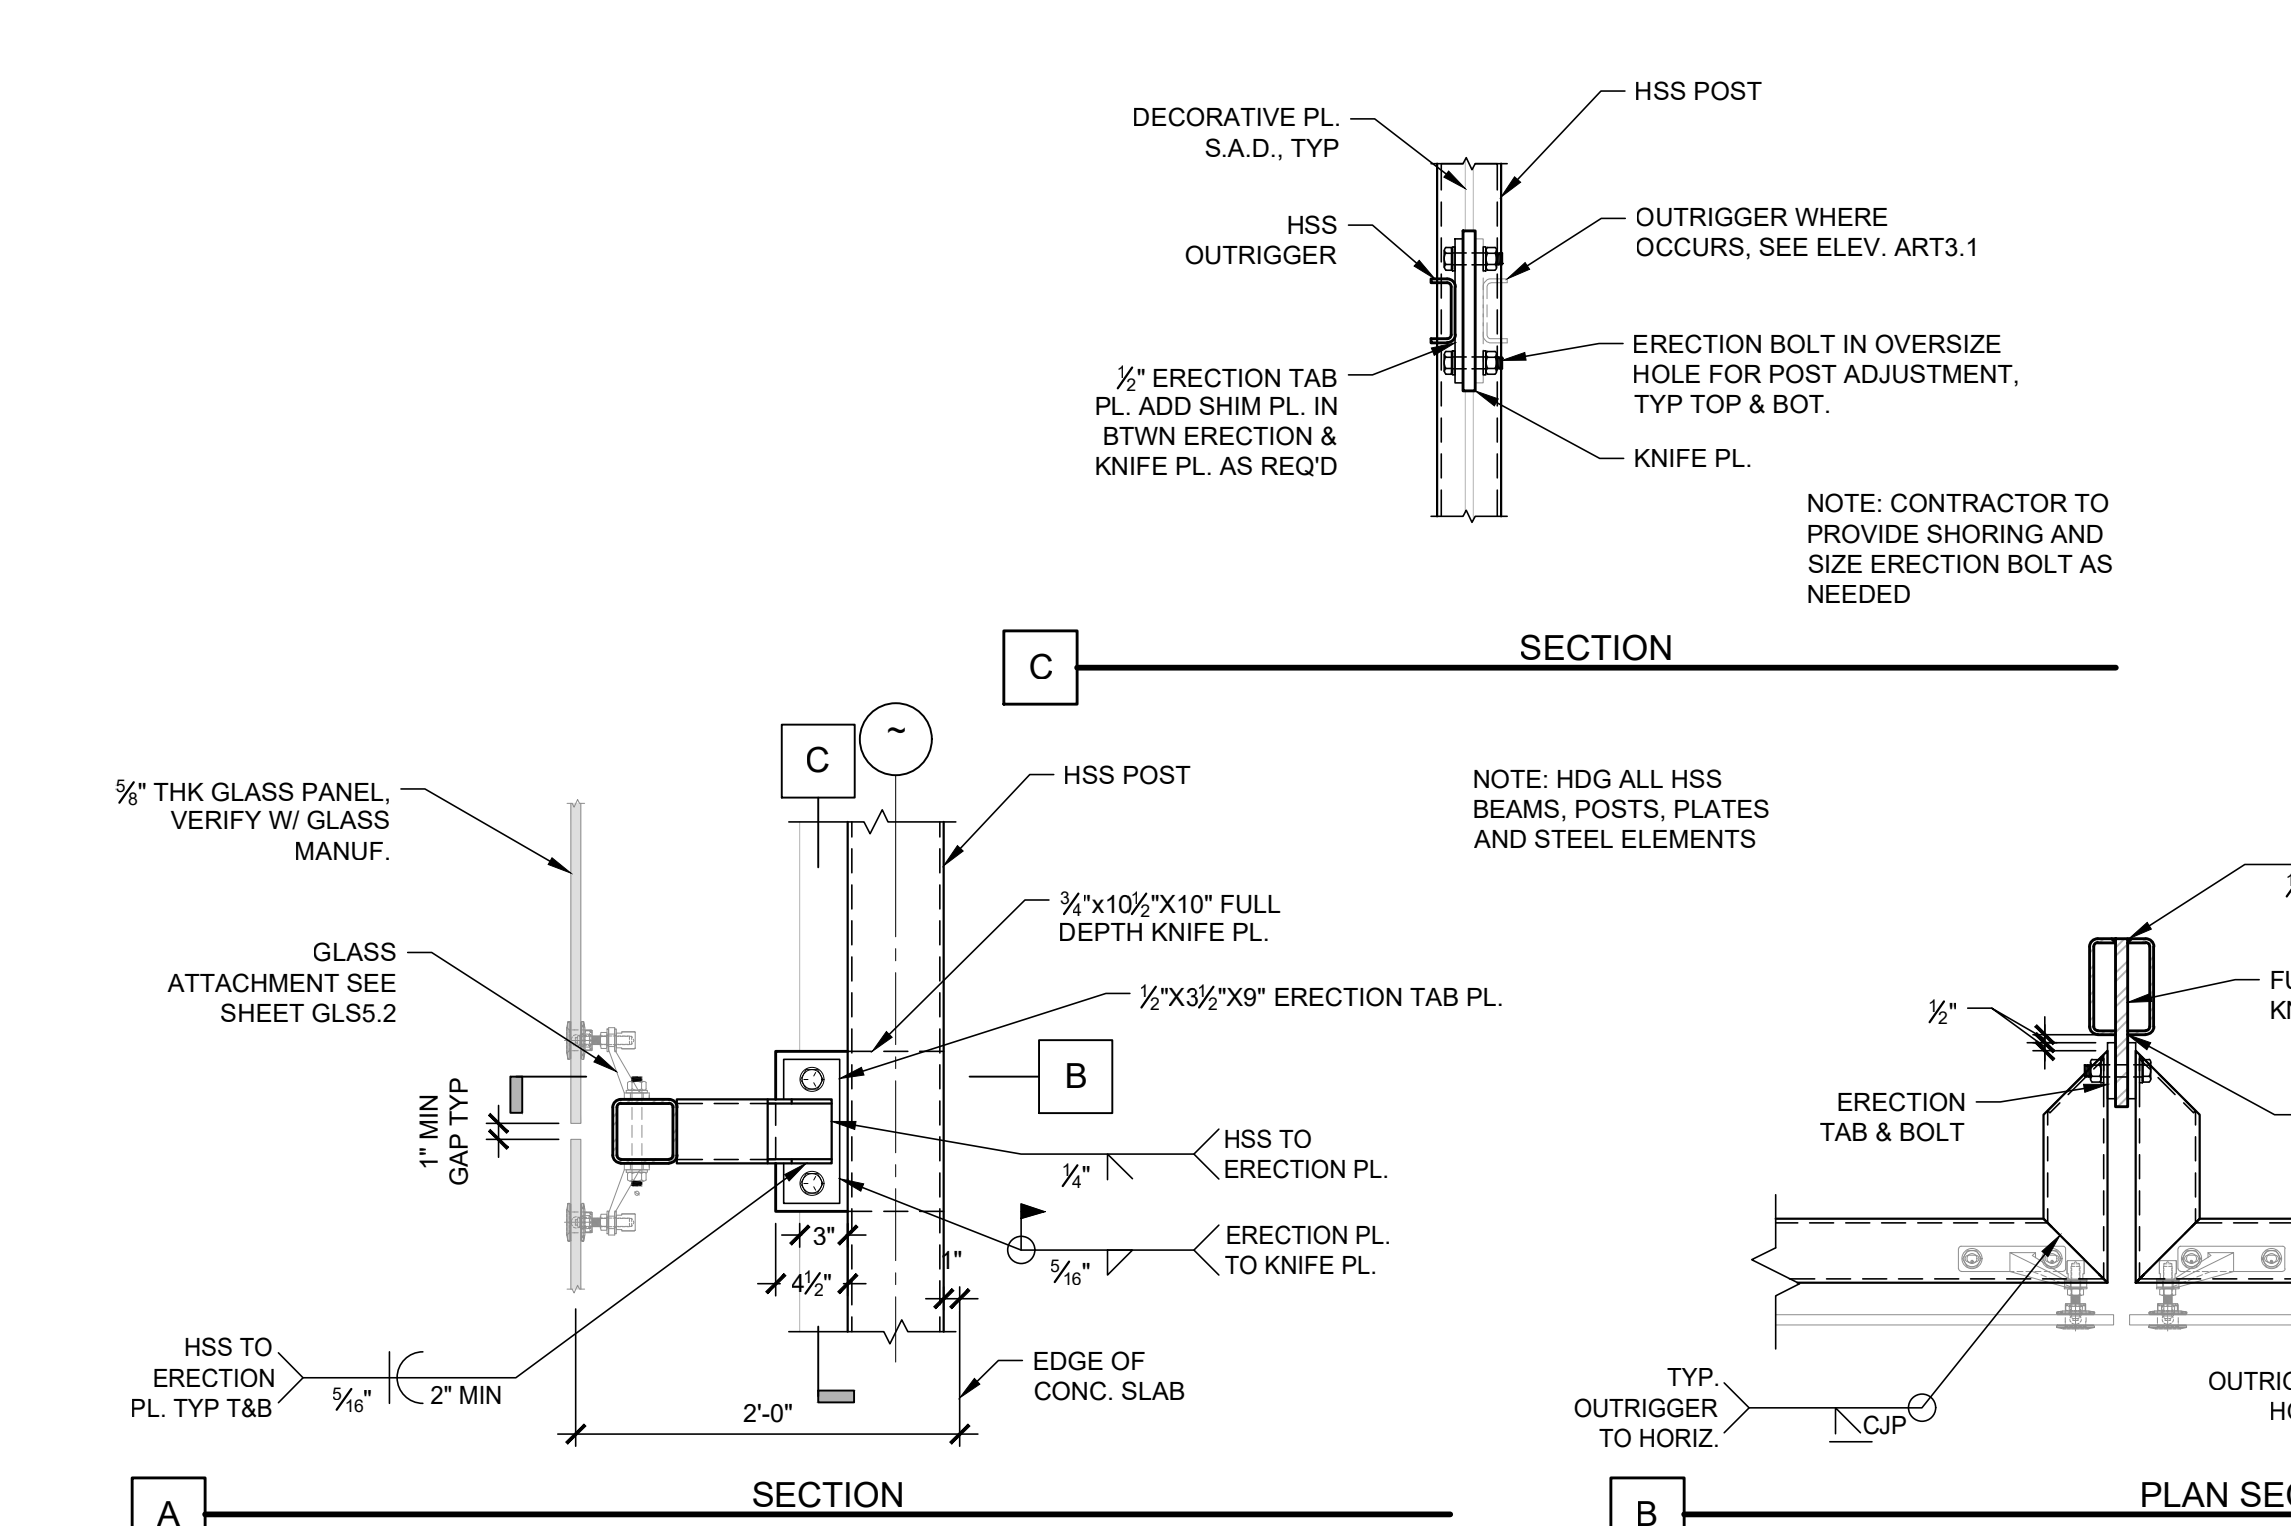 DECORATIVE PL.
S.A.D., TYP
HSS
OUTRIGGER
½" ERECTION TAB
PL. ADD SHIM PL. IN
BTWN ERECTION &
KNIFE PL. AS REQ'D
HSS POST
OUTRIGGER WHERE
OCCURS, SEE ELEV. ART3.1
ERECTION BOLT IN OVERSIZE
HOLE FOR POST ADJUSTMENT,
TYP TOP & BOT.
KNIFE PL.
NOTE: CONTRACTOR TO
PROVIDE SHORING AND
SIZE ERECTION BOLT AS
NEEDED
C
SECTION
C
~
⅝" THK GLASS PANEL,
VERIFY W/ GLASS
MANUF.
GLASS
ATTACHMENT SEE
SHEET GLS5.2
1" MIN
GAP TYP
HSS POST
¾"x10½"X10" FULL
DEPTH KNIFE PL.
½"X3½"X9" ERECTION TAB PL.
B
HSS TO
ERECTION PL.
¼"
ERECTION PL.
TO KNIFE PL.
5⁄16"
3"
4½"
1"
HSS TO
ERECTION
PL. TYP T&B
5⁄16"
2" MIN
2'-0"
EDGE OF
CONC. SLAB
A
SECTION
NOTE: HDG ALL HSS
BEAMS, POSTS, PLATES
AND STEEL ELEMENTS
½"
ERECTION
TAB & BOLT
TYP.
OUTRIGGER
TO HORIZ.
CJP
B
PLAN SEC